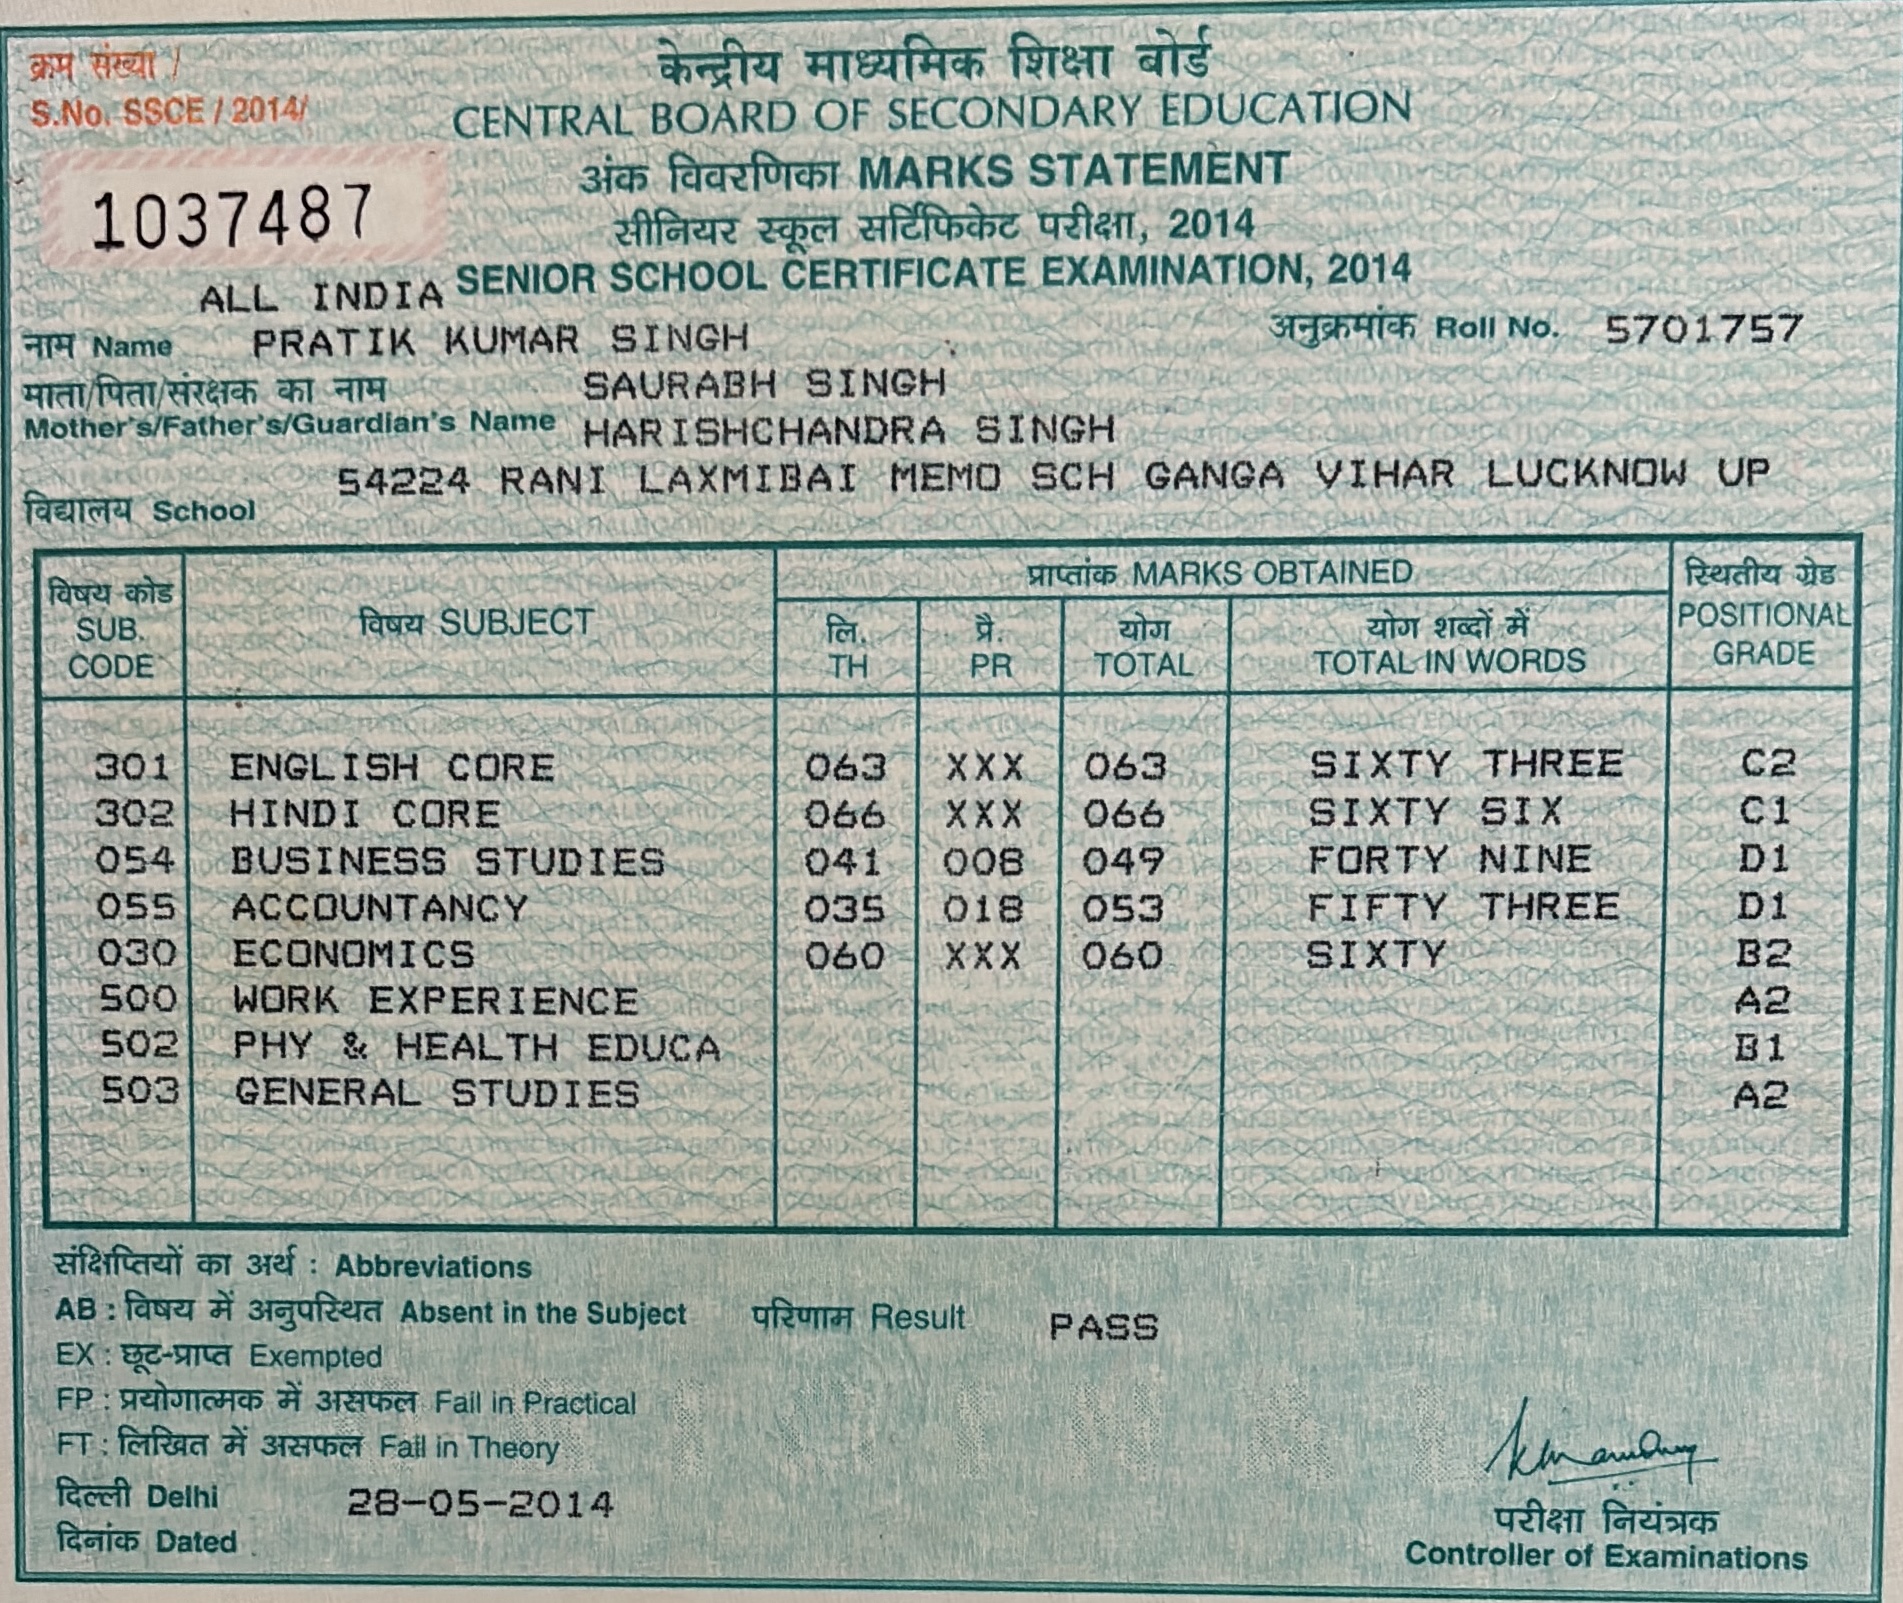 क्रम संख्या /
S.No. SSCE / 2014/
1037487
केन्द्रीय माध्यमिक शिक्षा बोर्ड
CENTRAL BOARD OF SECONDARY EDUCATION
अंक विवरणिका MARKS STATEMENT
सीनियर स्कूल सर्टिफिकेट परीक्षा, 2014
ALL INDIA SENIOR SCHOOL CERTIFICATE EXAMINATION, 2014
नाम Name PRATIK KUMAR SINGH अनुक्रमांक Roll No. 5701757
माता/पिता/संरक्षक का नाम SAURABH SINGH
Mother's/Father's/Guardian's Name HARISHCHANDRA SINGH
विद्यालय School 54224 RANI LAXMIBAI MEMO SCH GANGA VIHAR LUCKNOW UP
विषय कोड SUB. CODE विषय SUBJECT प्राप्तांक MARKS OBTAINED स्थितीय ग्रेड POSITIONAL GRADE
लि. TH प्रै. PR योग TOTAL योग शब्दों में TOTAL IN WORDS
301 ENGLISH CORE 063 XXX 063 SIXTY THREE C2
302 HINDI CORE 066 XXX 066 SIXTY SIX C1
054 BUSINESS STUDIES 041 008 049 FORTY NINE D1
055 ACCOUNTANCY 035 018 053 FIFTY THREE D1
030 ECONOMICS 060 XXX 060 SIXTY B2
500 WORK EXPERIENCE A2
502 PHY & HEALTH EDUCA B1
503 GENERAL STUDIES A2
संक्षिप्तियों का अर्थ : Abbreviations
AB : विषय में अनुपस्थित Absent in the Subject परिणाम Result PASS
EX : छूट-प्राप्त Exempted
FP : प्रयोगात्मक में असफल Fail in Practical
FT : लिखित में असफल Fail in Theory
दिल्ली Delhi 28-05-2014
दिनांक Dated
परीक्षा नियंत्रक
Controller of Examinations